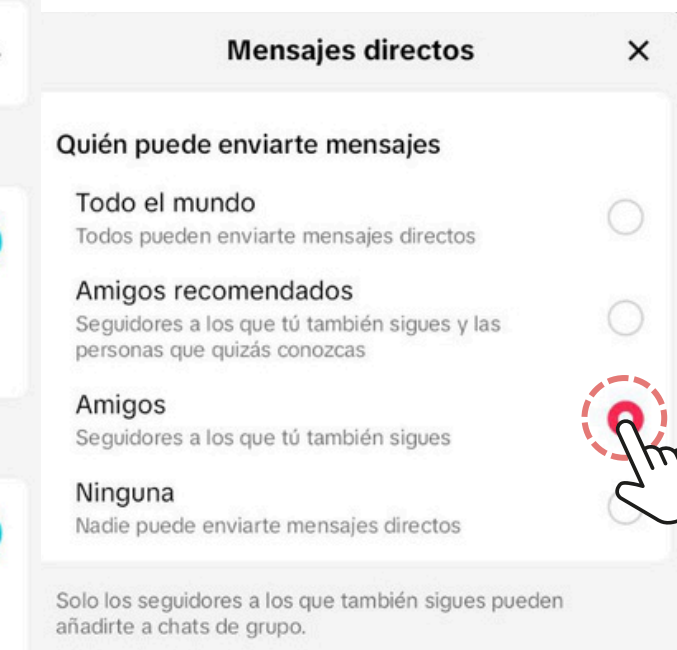 Mensajes directos
Quién puede enviarte mensajes
Todo el mundo
Todos pueden enviarte mensajes directos
Amigos recomendados
Seguidores a los que tú también sigues y las
personas que quizás conozcas
Amigos
Seguidores a los que tú también sigues
Ninguna
Nadie puede enviarte mensajes directos
Solo los seguidores a los que también sigues pueden
añadirte a chats de grupo.